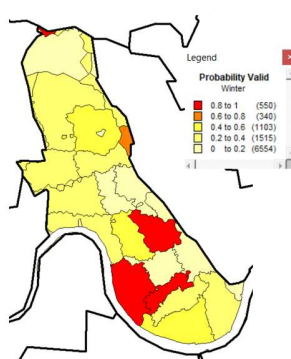 Legend
Probability Valid
Winter
0.8 to 1 (550)
0.6 to 0.8 (340)
0.4 to 0.6 (1103)
0.2 to 0.4 (1515)
0 to 0.2 (6554)